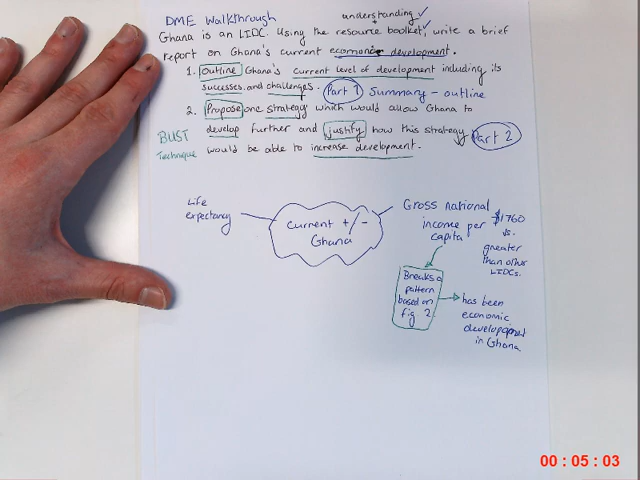 DME Walkthrough
understanding ✓
Ghana is an LIDC. Using the resource booklet, write a brief
report on Ghana's current economic development.
1. Outline Ghana's current level of development including its
successes and challenges. Part 1 Summary - outline
2. Propose one strategy which would allow Ghana to
develop further and justify how this strategy
would be able to increase development.
Part 2
BUST
Technique
Life
expectancy
Current +/-
Ghana
Gross national
income per
capita
$1760
is
greater
than other
LIDCs.
Breaks a
pattern
based on
fig 2.
has been
economic
development
in Ghana
00 : 05 : 03